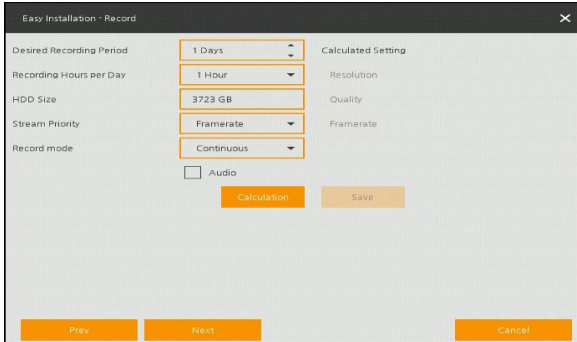 Easy Installation - Record
Desired Recording Period 1 Days Calculated Setting
Recording Hours per Day 1 Hour Resolution
HDD Size 3723 GB Quality
Stream Priority Framerate Framerate
Record mode Continuous
Audio
Calculation Save
Prev Next Cancel